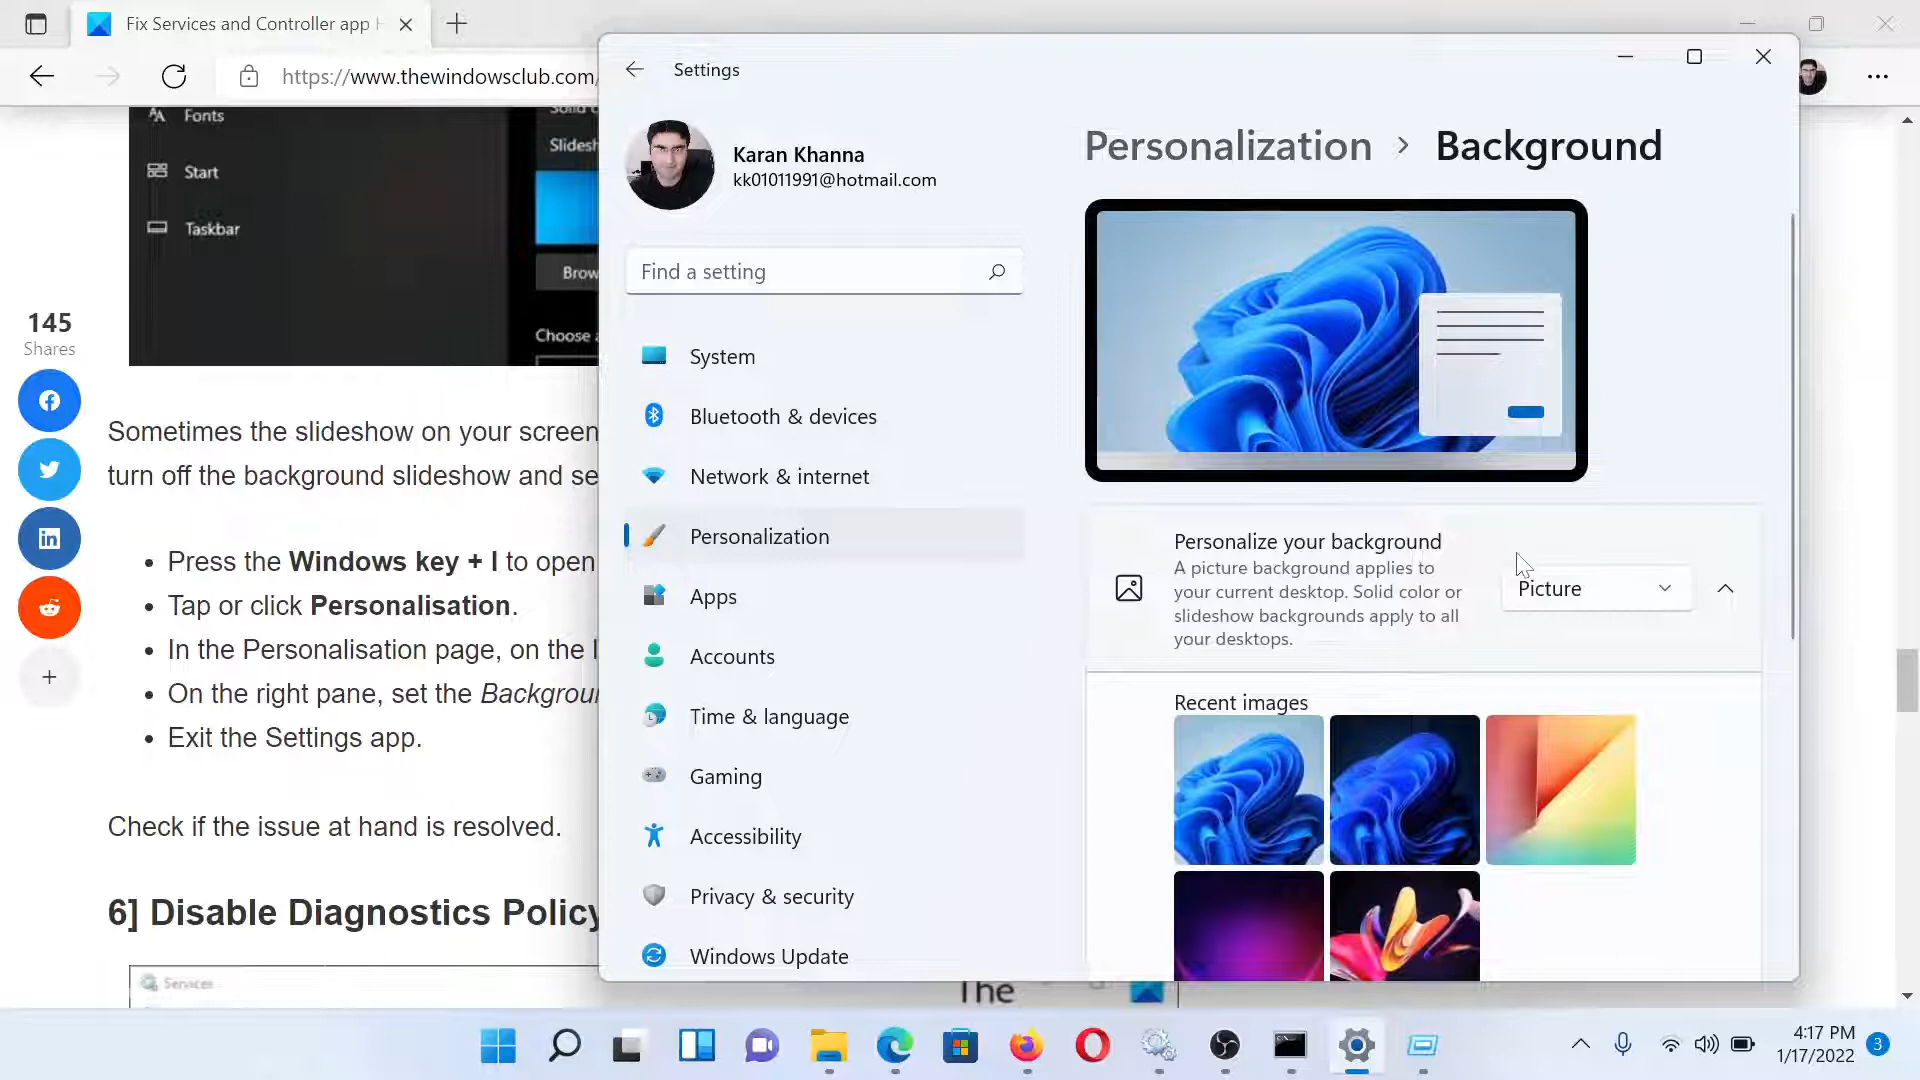 Fix Services and Controller app
https://www.thewindowsclub.com/
Fonts
Start
Taskbar
Solid c
Slidesh
Brow
Choose a
145
Shares
Sometimes the slideshow on your screen
turn off the background slideshow and se
Press the Windows key + I to open
Tap or click Personalisation.
In the Personalisation page, on the l
On the right pane, set the Backgrou
Exit the Settings app.
Check if the issue at hand is resolved.
6] Disable Diagnostics Policy
Services
The
Settings
Karan Khanna
kk01011991@hotmail.com
Find a setting
System
Bluetooth & devices
Network & internet
Personalization
Apps
Accounts
Time & language
Gaming
Accessibility
Privacy & security
Windows Update
Personalization > Background
Personalize your background
A picture background applies to
your current desktop. Solid color or
slideshow backgrounds apply to all
your desktops.
Picture
Recent images
4:17 PM
1/17/2022
3